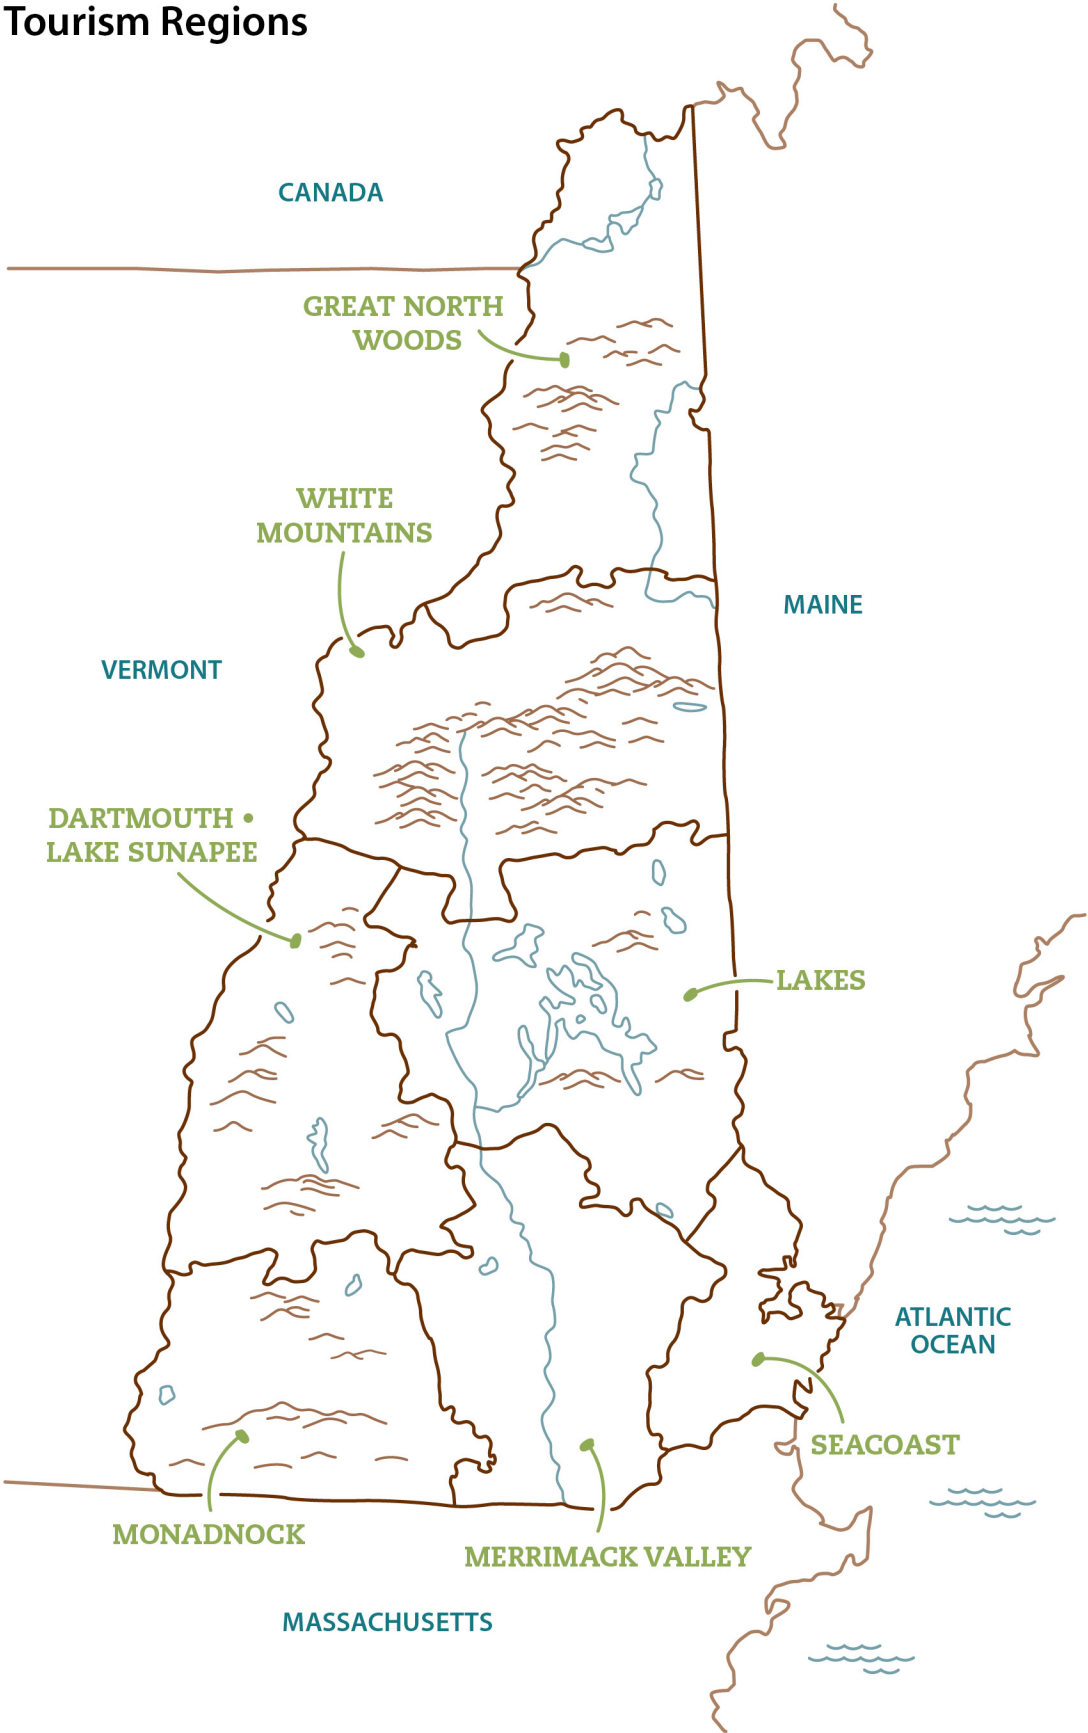 Tourism Regions
CANADA
GREAT NORTH
WOODS
WHITE
MOUNTAINS
MAINE
VERMONT
DARTMOUTH •
LAKE SUNAPEE
LAKES
ATLANTIC
OCEAN
SEACOAST
MONADNOCK
MERRIMACK VALLEY
MASSACHUSETTS